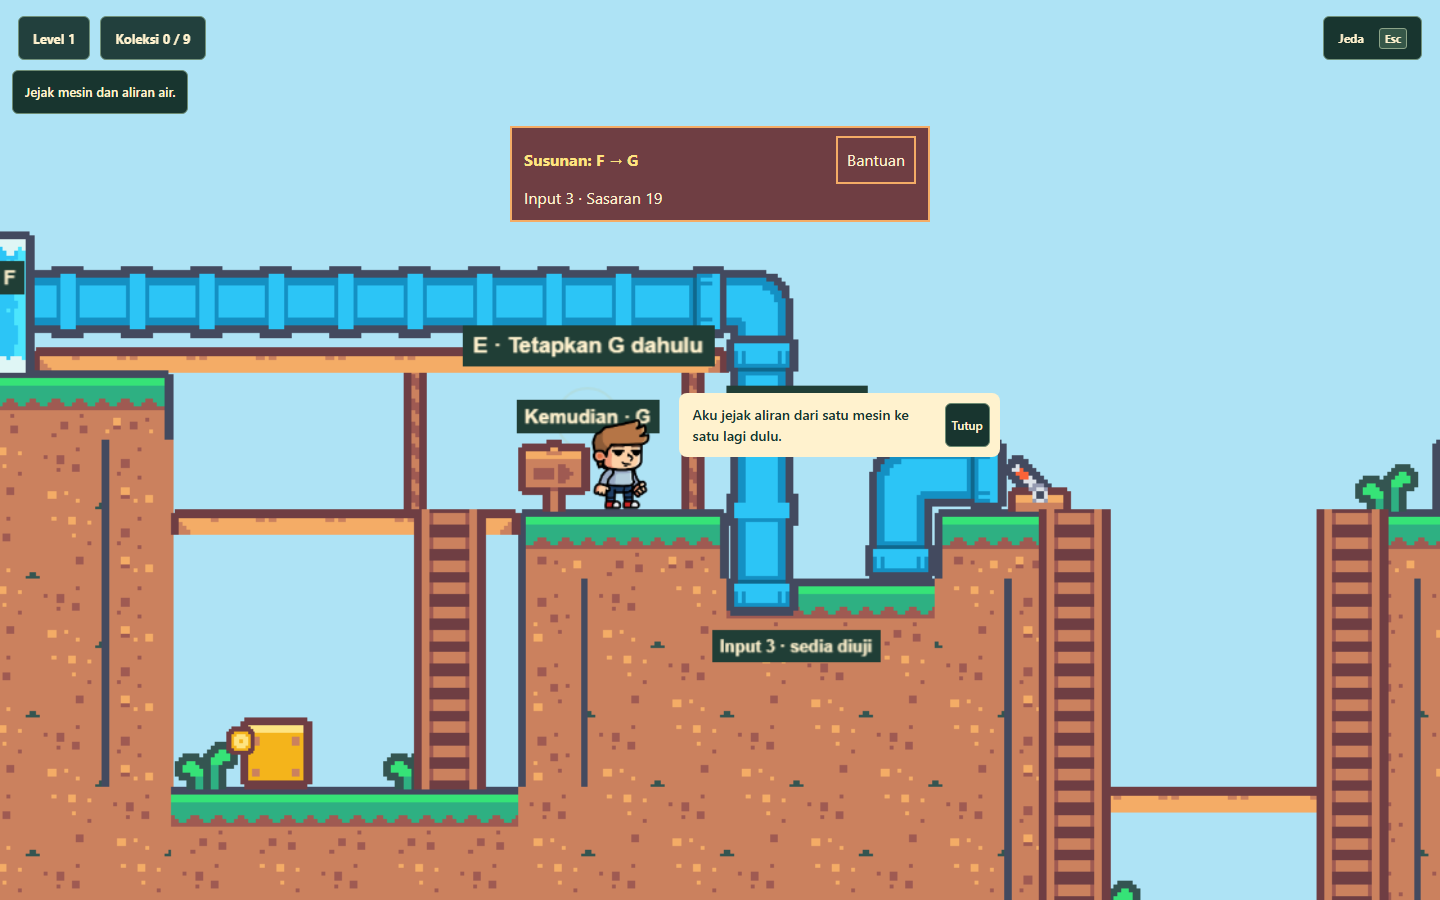 Level 1
Koleksi 0 / 9
Jeda Esc
Jejak mesin dan aliran air.
Susunan: F → G
Bantuan
Input 3 · Sasaran 19
F
E · Tetapkan G dahulu
Kemudian · G
Aku jejak aliran dari satu mesin ke
satu lagi dulu.
Tutup
Input 3 · sedia diuji